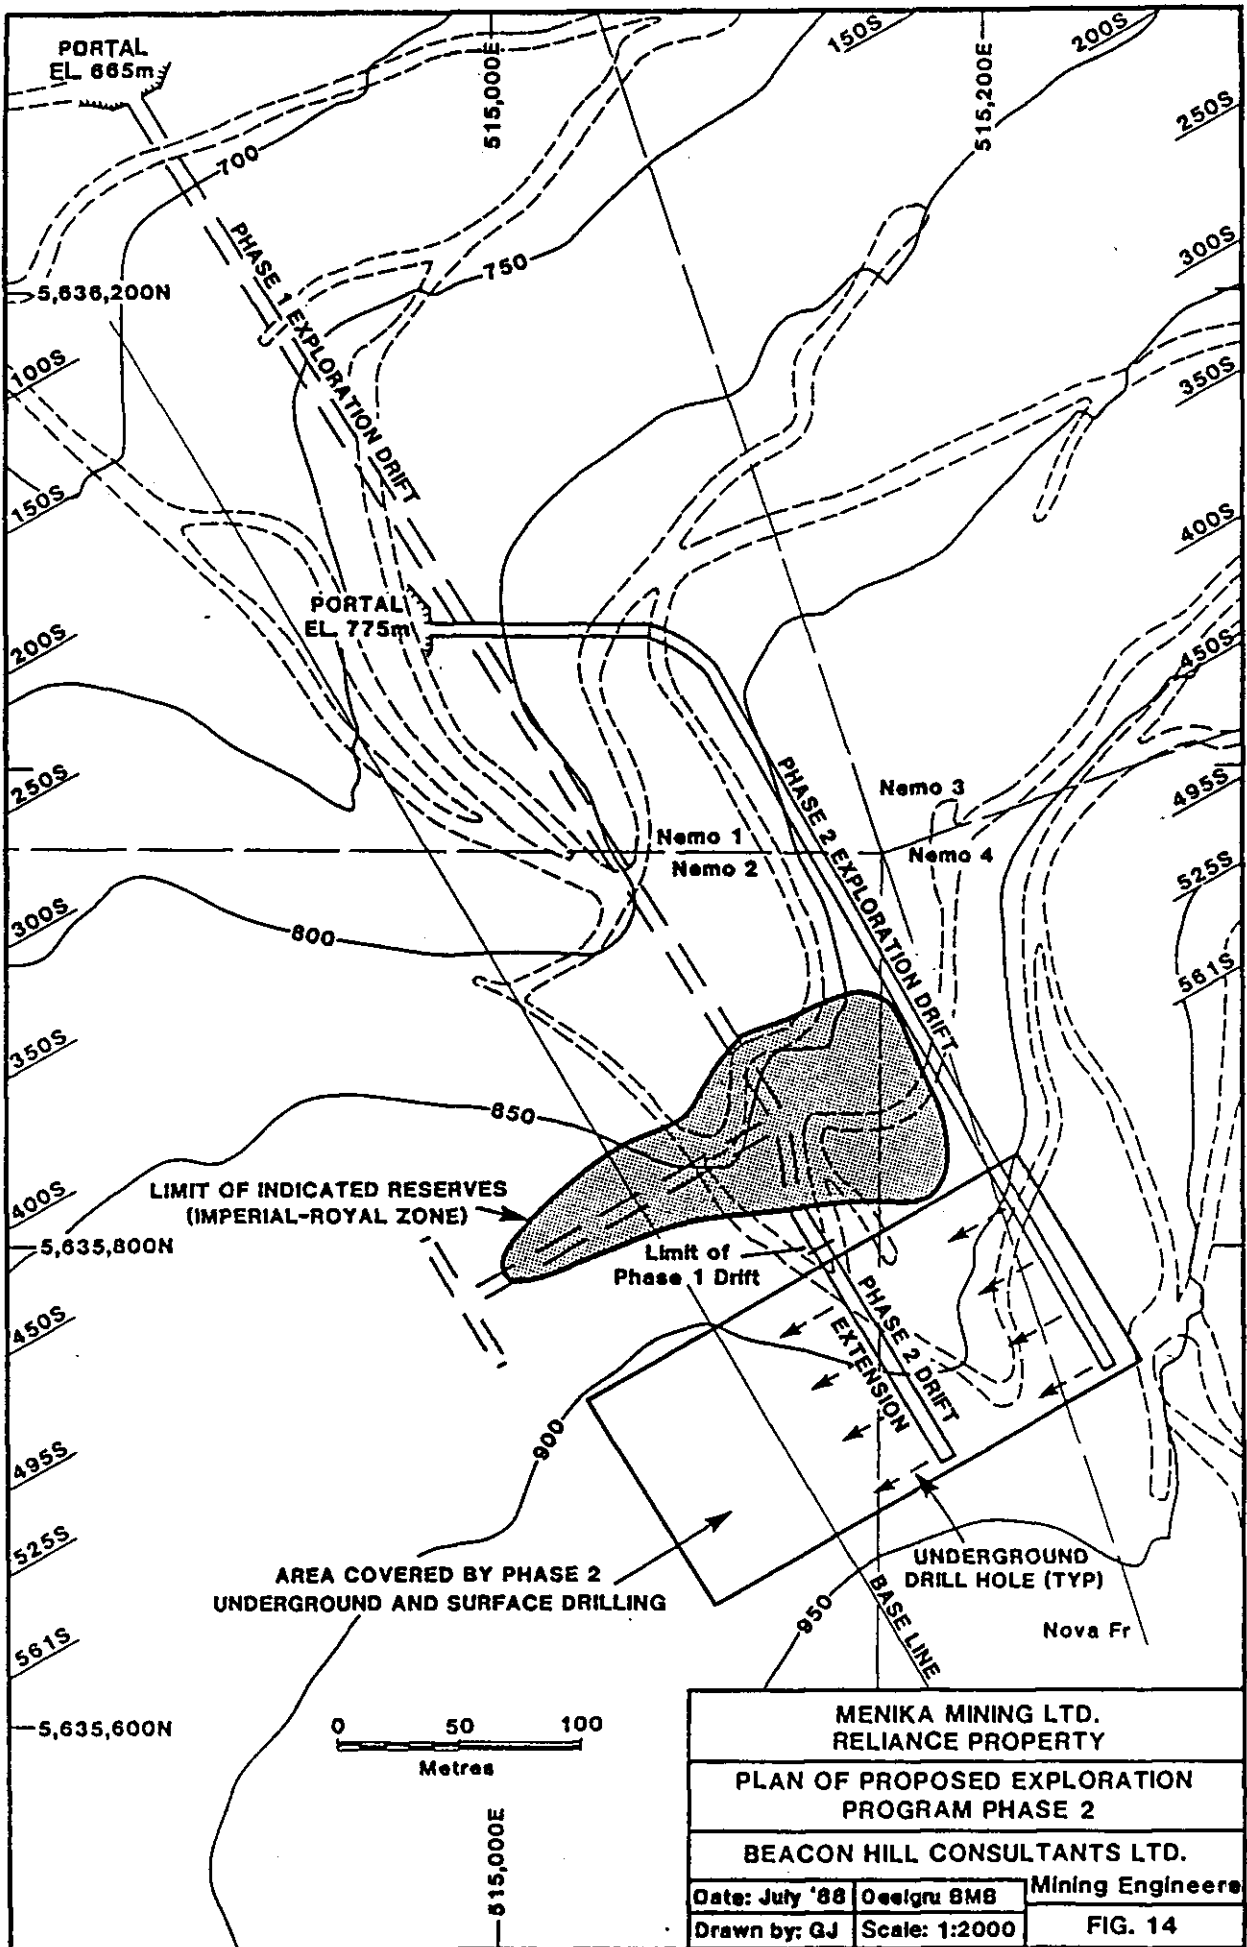 PORTAL
EL. 665m
515,000E
150S
515,200E
200S
250S
700
PHASE 1 EXPLORATION DRIFT
750
300S
5,636,200N
100S
350S
150S
400S
PORTAL
EL. 775m
200S
450S
250S
PHASE 2 EXPLORATION DRIFT
Nemo 3
495S
Nemo 1
Nemo 2
Nemo 4
525S
300S
800
561S
350S
850
LIMIT OF INDICATED RESERVES
(IMPERIAL-ROYAL ZONE)
400S
5,635,800N
Limit of
Phase 1 Drift
450S
PHASE 2 DRIFT
EXTENSION
900
495S
525S
AREA COVERED BY PHASE 2
UNDERGROUND AND SURFACE DRILLING
UNDERGROUND
DRILL HOLE (TYP)
950
BASE LINE
Nova Fr
561S
5,635,600N
0 50 100
Metres
515,000E
MENIKA MINING LTD.
RELIANCE PROPERTY
PLAN OF PROPOSED EXPLORATION
PROGRAM PHASE 2
BEACON HILL CONSULTANTS LTD.
Mining Engineers
Date: July '88
Design: BMB
Drawn by: GJ
Scale: 1:2000
FIG. 14